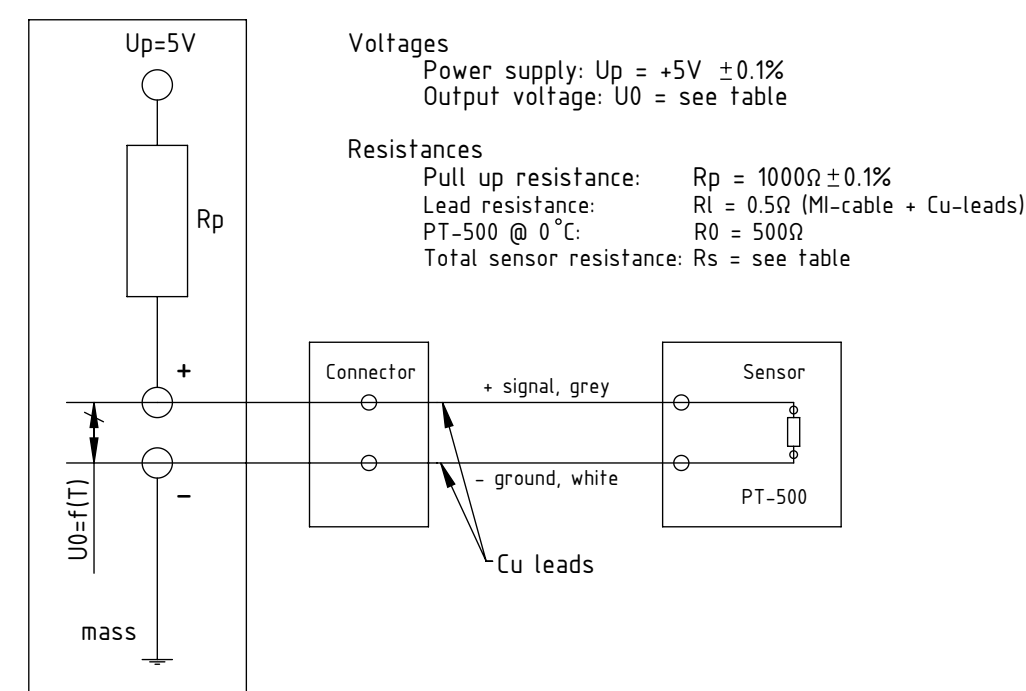 Up=5V
Rp
+
-
U0=f(T)
mass
Voltages
Power supply: Up = +5V ±0.1%
Output voltage: U0 = see table
Resistances
Pull up resistance: Rp = 1000Ω±0.1%
Lead resistance: Rl = 0.5Ω (MI-cable + Cu-leads)
PT-500 @ 0°C: R0 = 500Ω
Total sensor resistance: Rs = see table
Connector
+ signal, grey
- ground, white
Cu leads
Sensor
PT-500